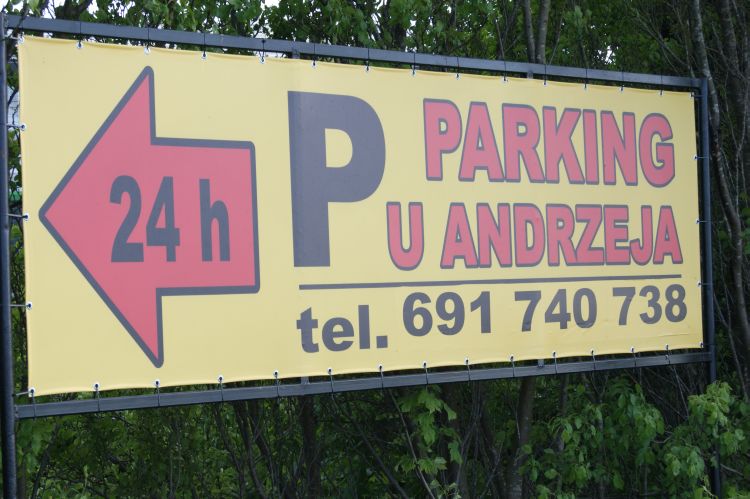 24 h
P
PARKING
U ANDRZEJA
tel. 691 740 738